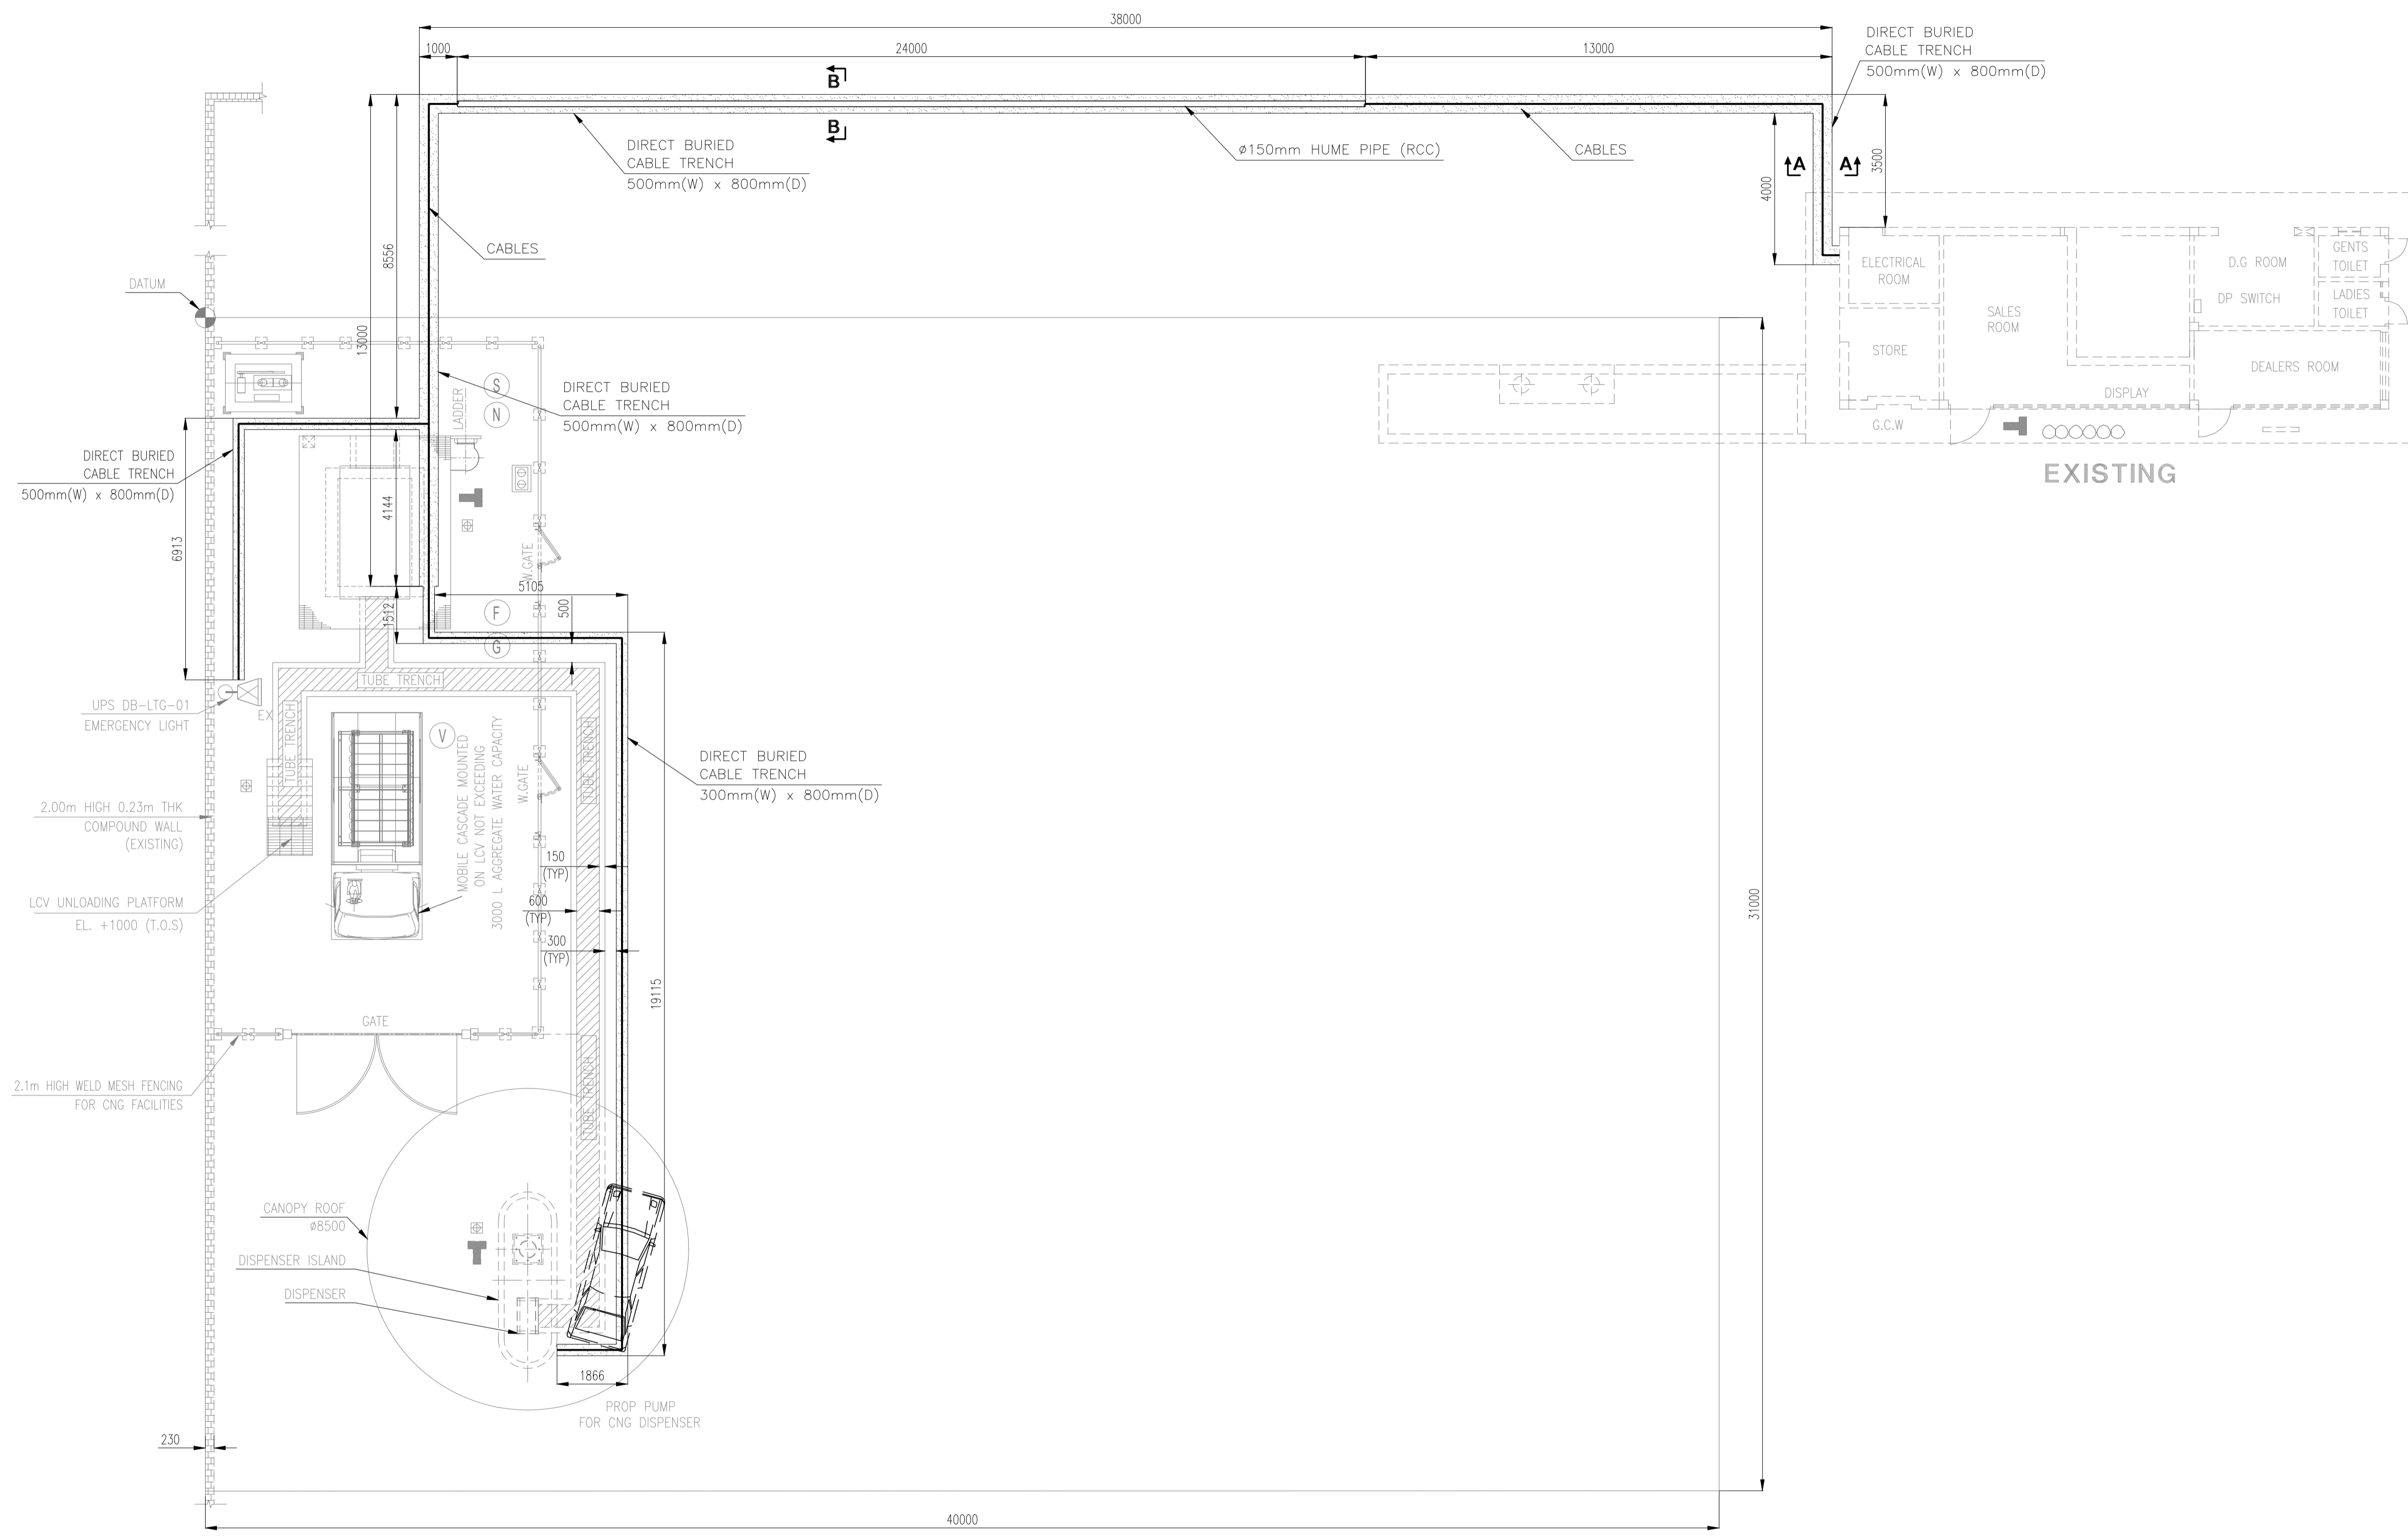 38000
1000
24000
13000
DIRECT BURIED
CABLE TRENCH
500mm(W) x 800mm(D)
B
B
DIRECT BURIED
CABLE TRENCH
500mm(W) x 800mm(D)
ø150mm HUME PIPE (RCC)
CABLES
A
A
3500
4000
CABLES
8556
13000
DATUM
ELECTRICAL
ROOM
STORE
SALES
ROOM
D.G ROOM
DP SWITCH
GENTS
TOILET
LADIES
TOILET
DEALERS ROOM
DISPLAY
G.C.W
EXISTING
S
N
LADDER
DIRECT BURIED
CABLE TRENCH
500mm(W) x 800mm(D)
DIRECT BURIED
CABLE TRENCH
500mm(W) x 800mm(D)
4144
6913
W.GATE
5105
500
1512
F
G
TUBE TRENCH
UPS DB-LTG-01
EMERGENCY LIGHT
EX
TUBE TRENCH
V
MOBILE CASCADE MOUNTED
ON LCV NOT EXCEEDING
3000 L AGGREGATE WATER CAPACITY
W.GATE
TUBE TRENCH
DIRECT BURIED
CABLE TRENCH
300mm(W) x 800mm(D)
2.00m HIGH 0.23m THK
COMPOUND WALL
(EXISTING)
150
(TYP)
600
(TYP)
300
(TYP)
LCV UNLOADING PLATFORM
EL. +1000 (T.O.S)
31000
19115
GATE
2.1m HIGH WELD MESH FENCING
FOR CNG FACILITIES
TUBE TRENCH
CANOPY ROOF
ø8500
DISPENSER ISLAND
DISPENSER
1866
PROP PUMP
FOR CNG DISPENSER
230
40000